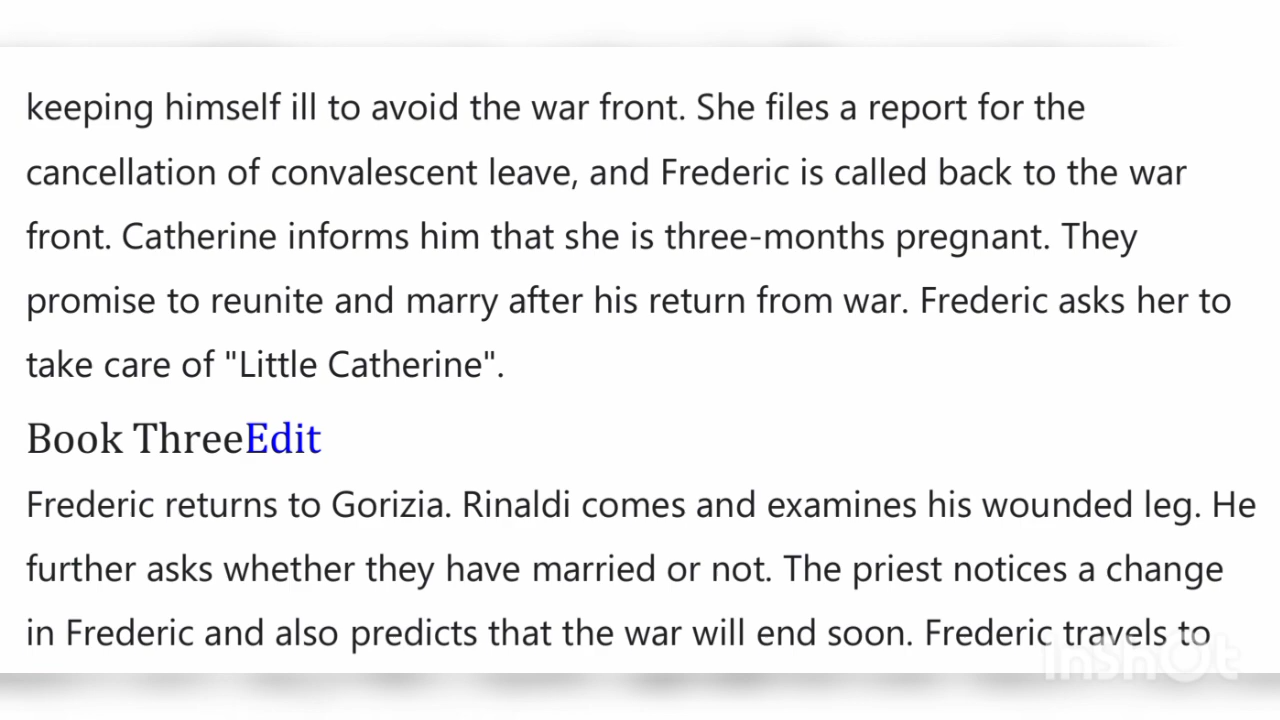 keeping himself ill to avoid the war front. She files a report for the
cancellation of convalescent leave, and Frederic is called back to the war
front. Catherine informs him that she is three-months pregnant. They
promise to reunite and marry after his return from war. Frederic asks her to
take care of "Little Catherine".
Book ThreeEdit
Frederic returns to Gorizia. Rinaldi comes and examines his wounded leg. He
further asks whether they have married or not. The priest notices a change
in Frederic and also predicts that the war will end soon. Frederic travels to
InShOt